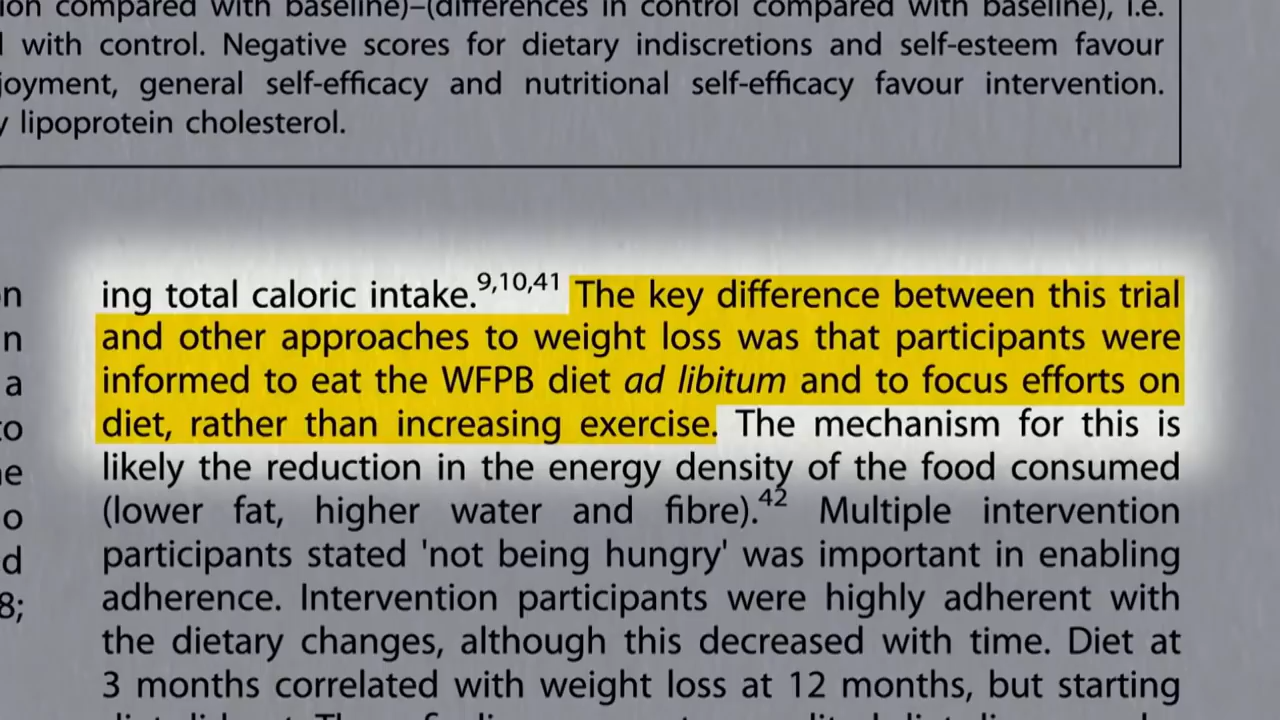 compared with baseline)–(differences in control compared with baseline), i.e.
with control. Negative scores for dietary indiscretions and self-esteem favour
general self-efficacy and nutritional self-efficacy favour intervention.
lipoprotein cholesterol.
ing total caloric intake.9,10,41 The key difference between this trial
and other approaches to weight loss was that participants were
informed to eat the WFPB diet ad libitum and to focus efforts on
diet, rather than increasing exercise. The mechanism for this is
likely the reduction in the energy density of the food consumed
(lower fat, higher water and fibre).42 Multiple intervention
participants stated 'not being hungry' was important in enabling
adherence. Intervention participants were highly adherent with
the dietary changes, although this decreased with time. Diet at
3 months correlated with weight loss at 12 months, but starting